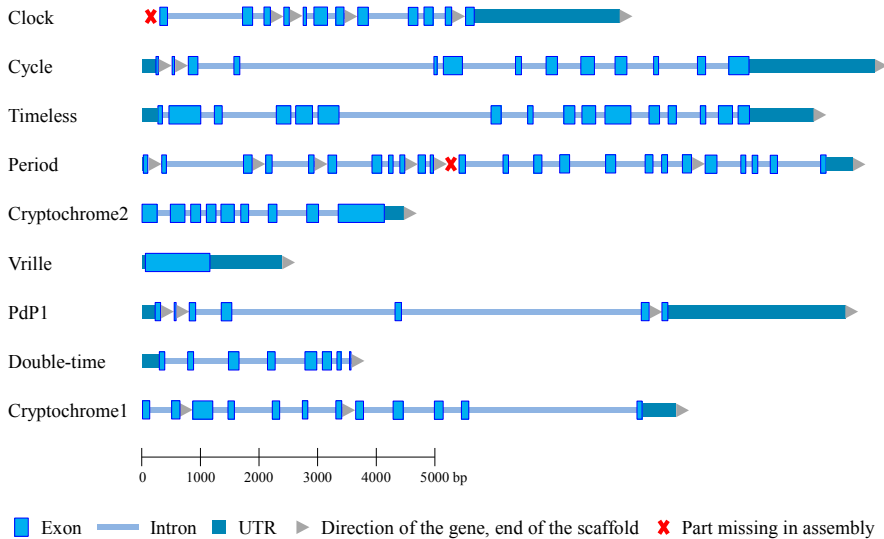 Clock
Cycle
Timeless
Period
Cryptochrome2
Vrille
PdP1
Double-time
Cryptochrome1
0 1000 2000 3000 4000 5000 bp
Exon Intron UTR Direction of the gene, end of the scaffold Part missing in assembly